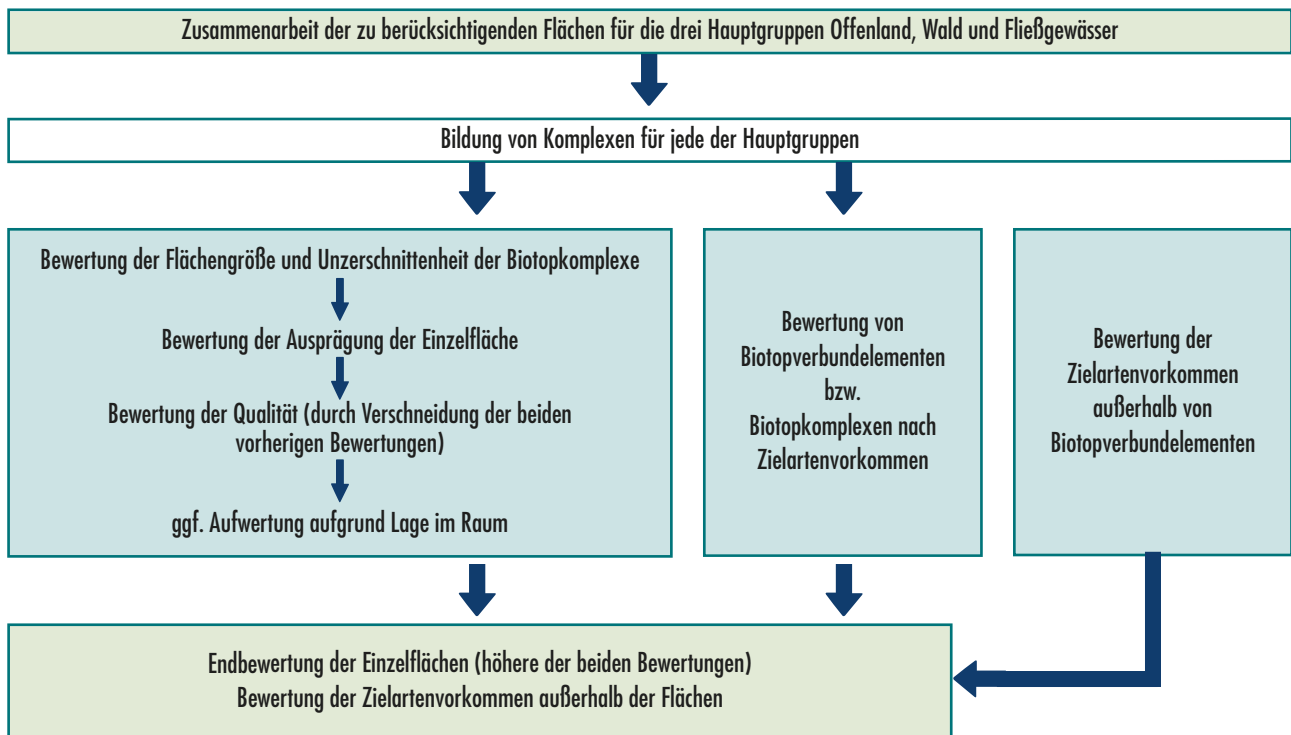 Zusammenarbeit der zu berücksichtigenden Flächen für die drei Hauptgruppen Offenland, Wald und Fließgewässer
Bildung von Komplexen für jede der Hauptgruppen
Bewertung der Flächengröße und Unzerschnittenheit der Biotopkomplexe
Bewertung der Ausprägung der Einzelfläche
Bewertung der Qualität (durch Verschneidung der beiden
vorherigen Bewertungen)
ggf. Aufwertung aufgrund Lage im Raum
Bewertung von
Biotopverbundelementen
bzw.
Biotopkomplexen nach
Zielartenvorkommen
Bewertung der
Zielartenvorkommen
außerhalb von
Biotopverbundelementen
Endbewertung der Einzelflächen (höhere der beiden Bewertungen)
Bewertung der Zielartenvorkommen außerhalb der Flächen